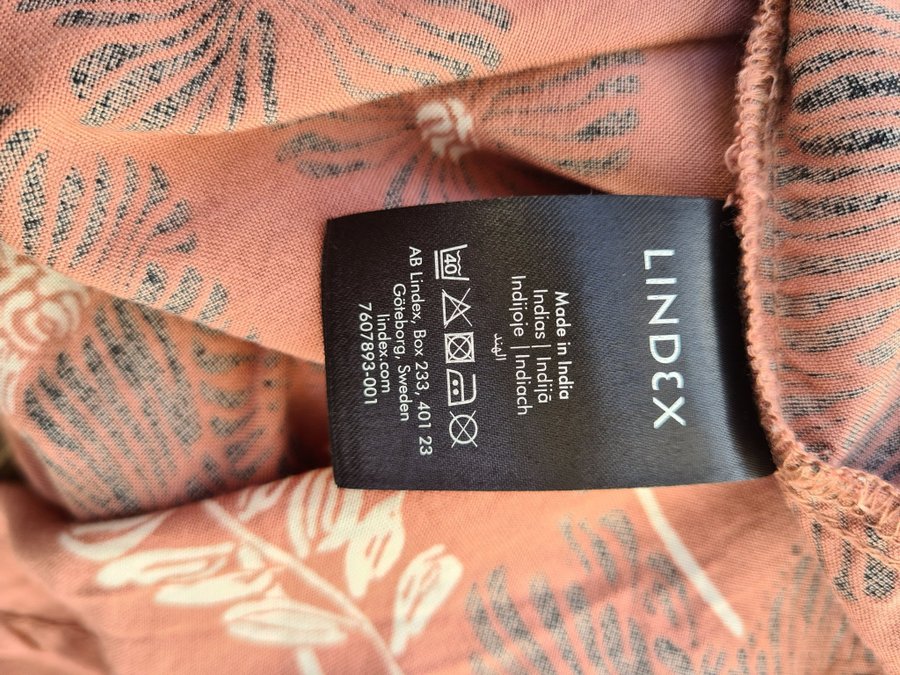 LINDEX
Made in India
Indias | Indijā
Indijoje | Indiach
الهند
40
AB Lindex, Box 233, 401 23
Göteborg, Sweden
lindex.com
7607893-001